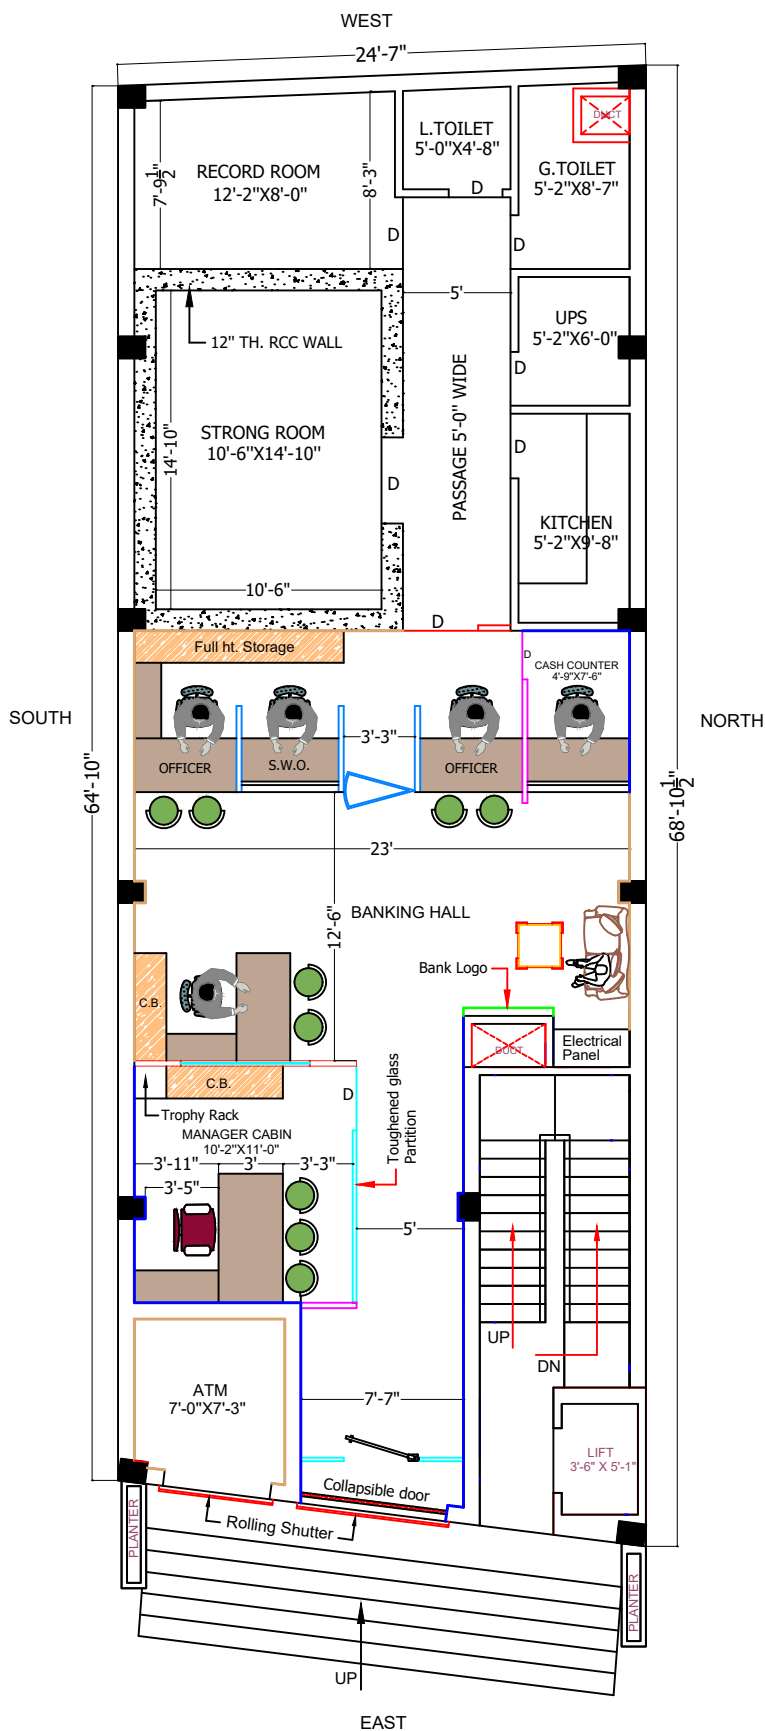 WEST
24'-7"
L.TOILET
5'-0"X4'-8"
DUCT
G.TOILET
5'-2"X8'-7"
RECORD ROOM
12'-2"X8'-0"
7'-9 1/2"
8'-3"
D
D
D
5'
12" TH. RCC WALL
UPS
5'-2"X6'-0"
D
PASSAGE 5'-0" WIDE
STRONG ROOM
10'-6"X14'-10"
14'-10"
D
D
KITCHEN
5'-2"X9'-8"
10'-6"
D
Full ht. Storage
D
CASH COUNTER
4'-9"X7'-6"
SOUTH
NORTH
3'-3"
OFFICER
S.W.O.
OFFICER
64'-10"
68'-10 1/2"
23'
12'-6"
BANKING HALL
Bank Logo
C.B.
DUCT
Electrical
Panel
C.B.
D
Trophy Rack
Toughened glass
Partition
MANAGER CABIN
10'-2"X11'-0"
3'-11"
3'
3'-3"
3'-5"
5'
UP
DN
ATM
7'-0"X7'-3"
7'-7"
LIFT
3'-6" X 5'-1"
Collapsible door
Rolling Shutter
PLANTER
PLANTER
UP
EAST